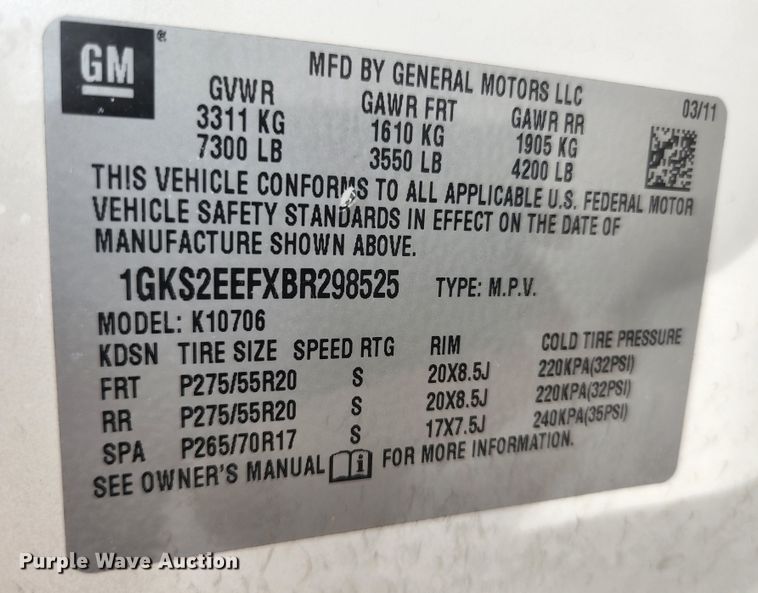 GM®
MFD BY GENERAL MOTORS LLC
03/11
GVWR GAWR FRT GAWR RR
3311 KG 1610 KG 1905 KG
7300 LB 3550 LB 4200 LB
THIS VEHICLE CONFORMS TO ALL APPLICABLE U.S. FEDERAL MOTOR
VEHICLE SAFETY STANDARDS IN EFFECT ON THE DATE OF
MANUFACTURE SHOWN ABOVE.
1GKS2EEFXBR298525 TYPE: M.P.V.
MODEL: K10706
KDSN TIRE SIZE SPEED RTG RIM COLD TIRE PRESSURE
FRT P275/55R20 S 20X8.5J 220KPA(32PSI)
RR P275/55R20 S 20X8.5J 220KPA(32PSI)
SPA P265/70R17 S 17X7.5J 240KPA(35PSI)
SEE OWNER'S MANUAL i FOR MORE INFORMATION.
Purple Wave Auction